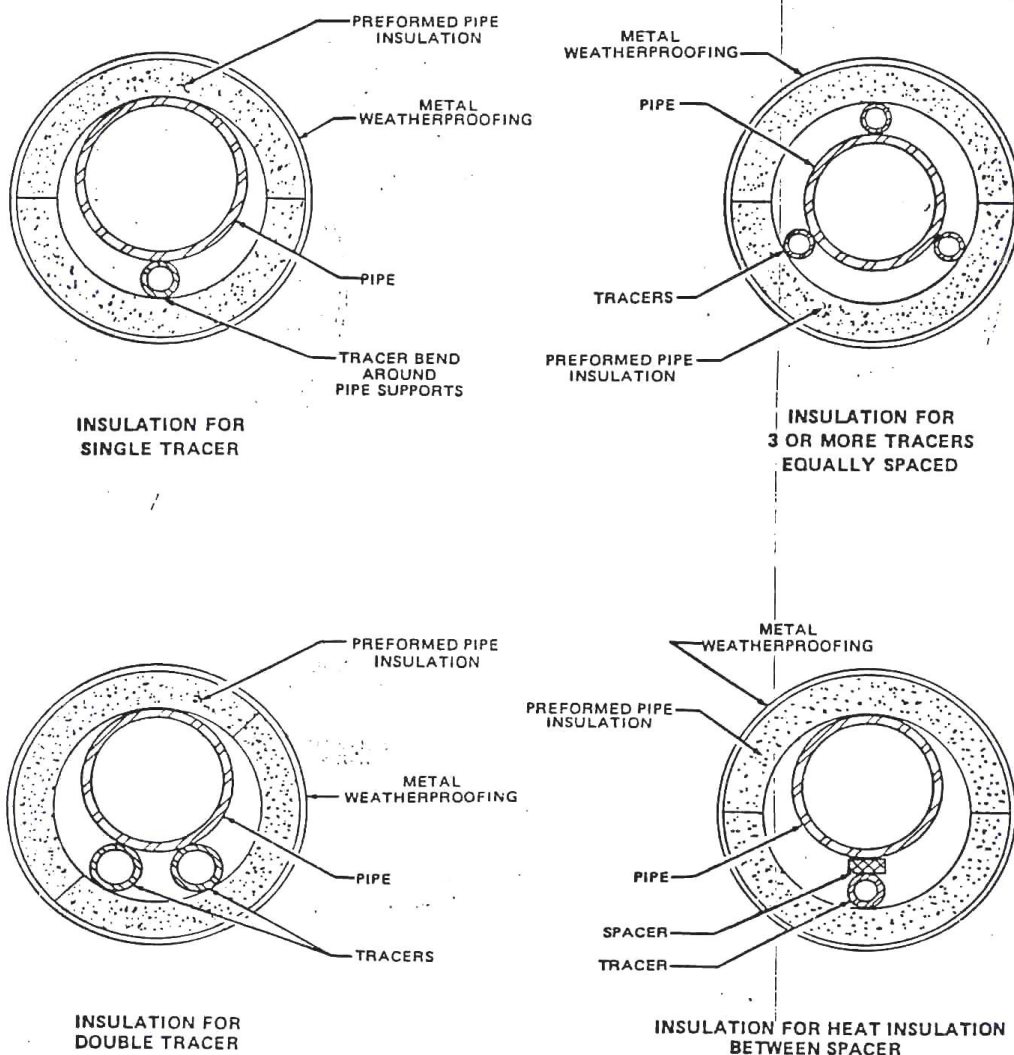 PREFORMED PIPE
INSULATION
METAL
WEATHERPROOFING
PIPE
TRACER BEND
AROUND
PIPE SUPPORTS
INSULATION FOR
SINGLE TRACER
METAL
WEATHERPROOFING
PIPE
TRACERS
PREFORMED PIPE
INSULATION
INSULATION FOR
3 OR MORE TRACERS
EQUALLY SPACED
PREFORMED PIPE
INSULATION
METAL
WEATHERPROOFING
PIPE
TRACERS
INSULATION FOR
DOUBLE TRACER
METAL
WEATHERPROOFING
PREFORMED PIPE
INSULATION
PIPE
SPACER
TRACER
INSULATION FOR HEAT INSULATION
BETWEEN SPACER